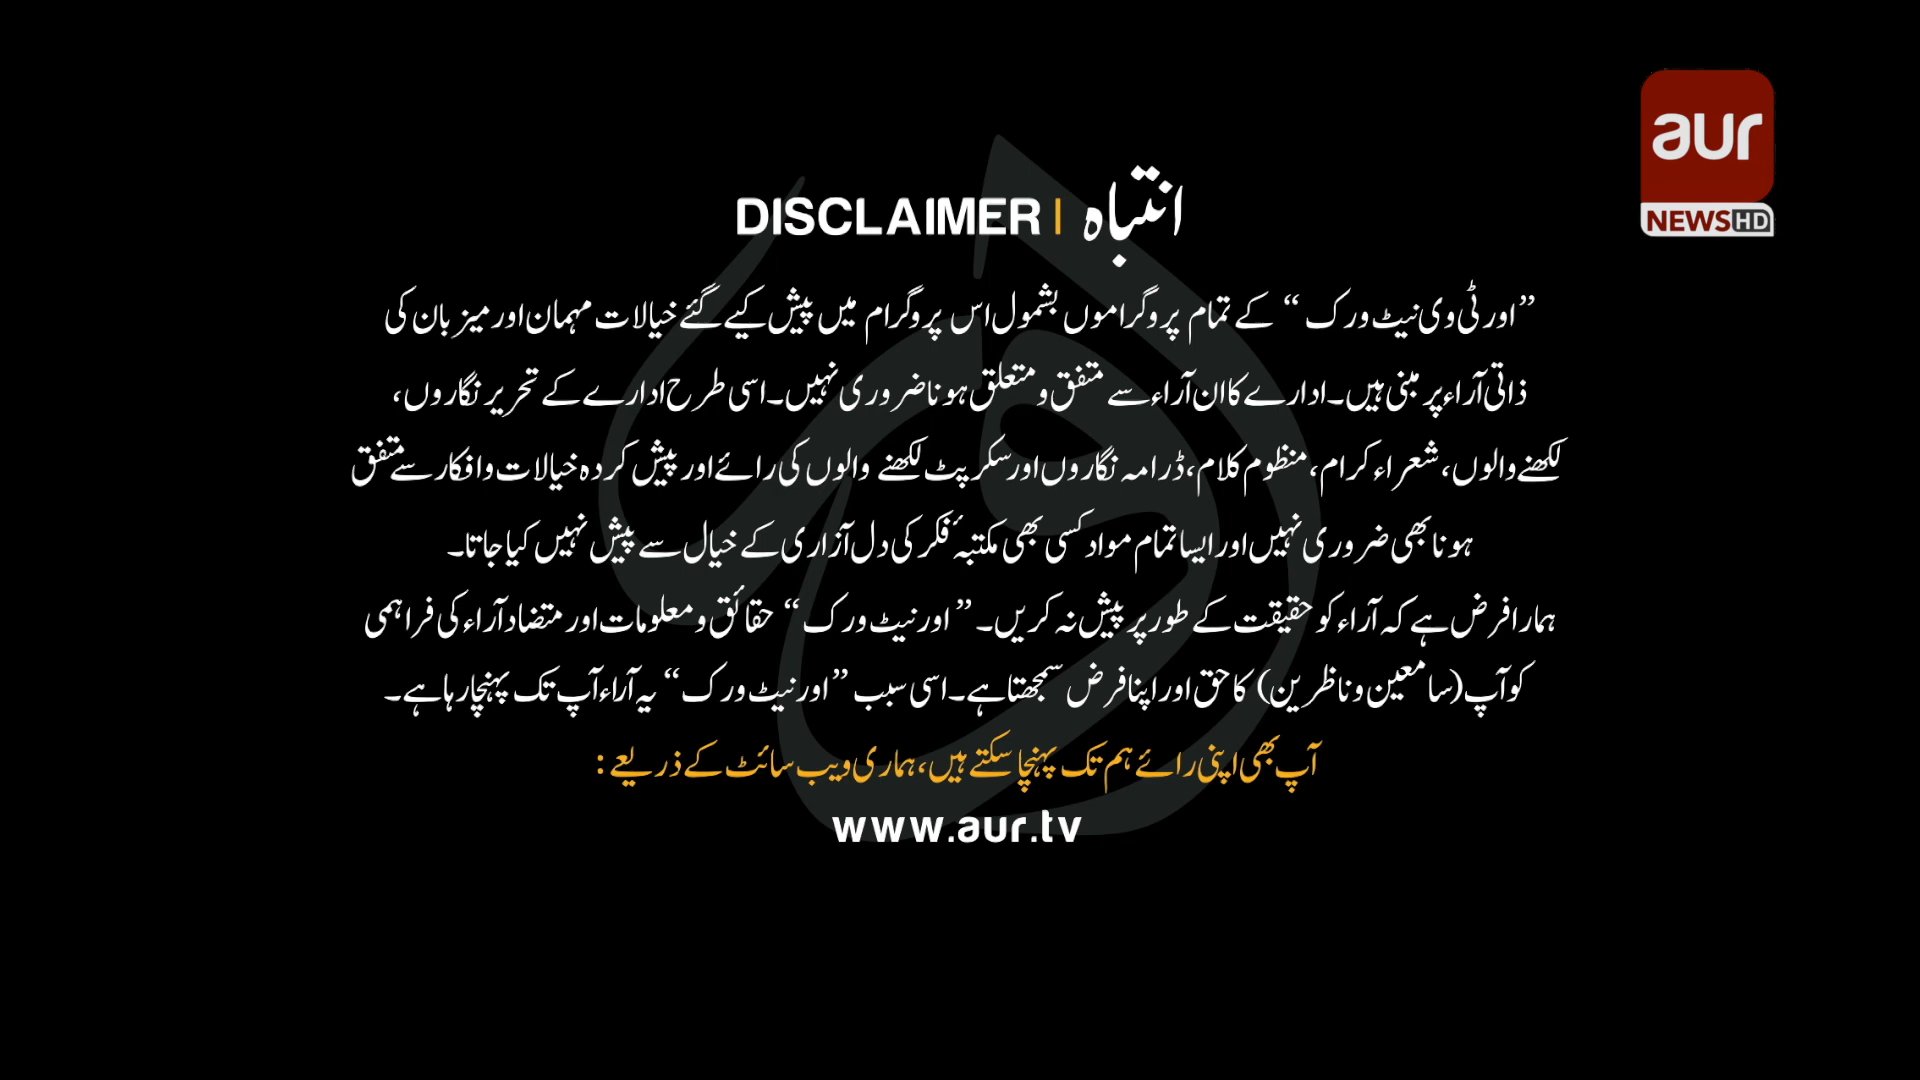 aur
NEWS HD
DISCLAIMER | انتباہ
”اور ٹی وی نیٹ ورک“ کے تمام پروگراموں بشمول اس پروگرام میں پیش کیے گئے خیالات مہمان اور میزبان کی
ذاتی آراء پر مبنی ہیں۔ ادارے کا ان آراء سے متفق و متعلق ہونا ضروری نہیں۔ اسی طرح ادارے کے تحریر نگاروں،
لکھنے والوں، شعراء کرام، منظوم کلام، ڈرامہ نگاروں اور سکرپٹ لکھنے والوں کی رائے اور پیش کردہ خیالات و افکار سے متفق
ہونا بھی ضروری نہیں اور ایسا تمام مواد کسی بھی مکتبۂ فکر کی دل آزاری کے خیال سے پیش نہیں کیا جاتا۔
ہمارا فرض ہے کہ آراء کو حقیقت کے طور پر پیش نہ کریں۔ ”اور نیٹ ورک“ حقائق و معلومات اور متضاد آراء کی فراہمی
کو آپ (سامعین و ناظرین) کا حق اور اپنا فرض سمجھتا ہے۔ اسی سبب ”اور نیٹ ورک“ یہ آراء آپ تک پہنچا رہا ہے۔
آپ بھی اپنی رائے ہم تک پہنچا سکتے ہیں، ہماری ویب سائٹ کے ذریعے:
www.aur.tv